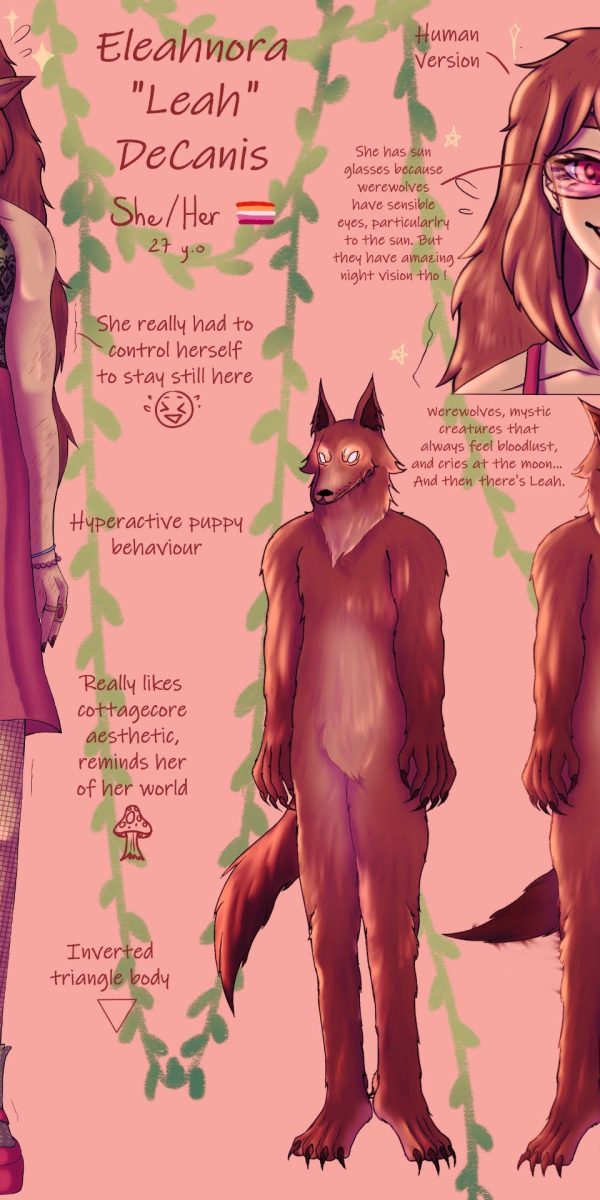 Eleahnora
"Leah"
DeCanis
She/Her
27 y.o
Human
Version
She has sun
glasses because
werewolves
have sensible
eyes, particularlry
to the sun. But
they have amazing
night vision tho !
She really had to
control herself
to stay still here
Werewolves, mystic
creatures that
always feel bloodlust,
and cries at the moon...
And then there's Leah.
Hyperactive puppy
behaviour
Really likes
cottagecore
aesthetic,
reminds her
of her world
Inverted
triangle body